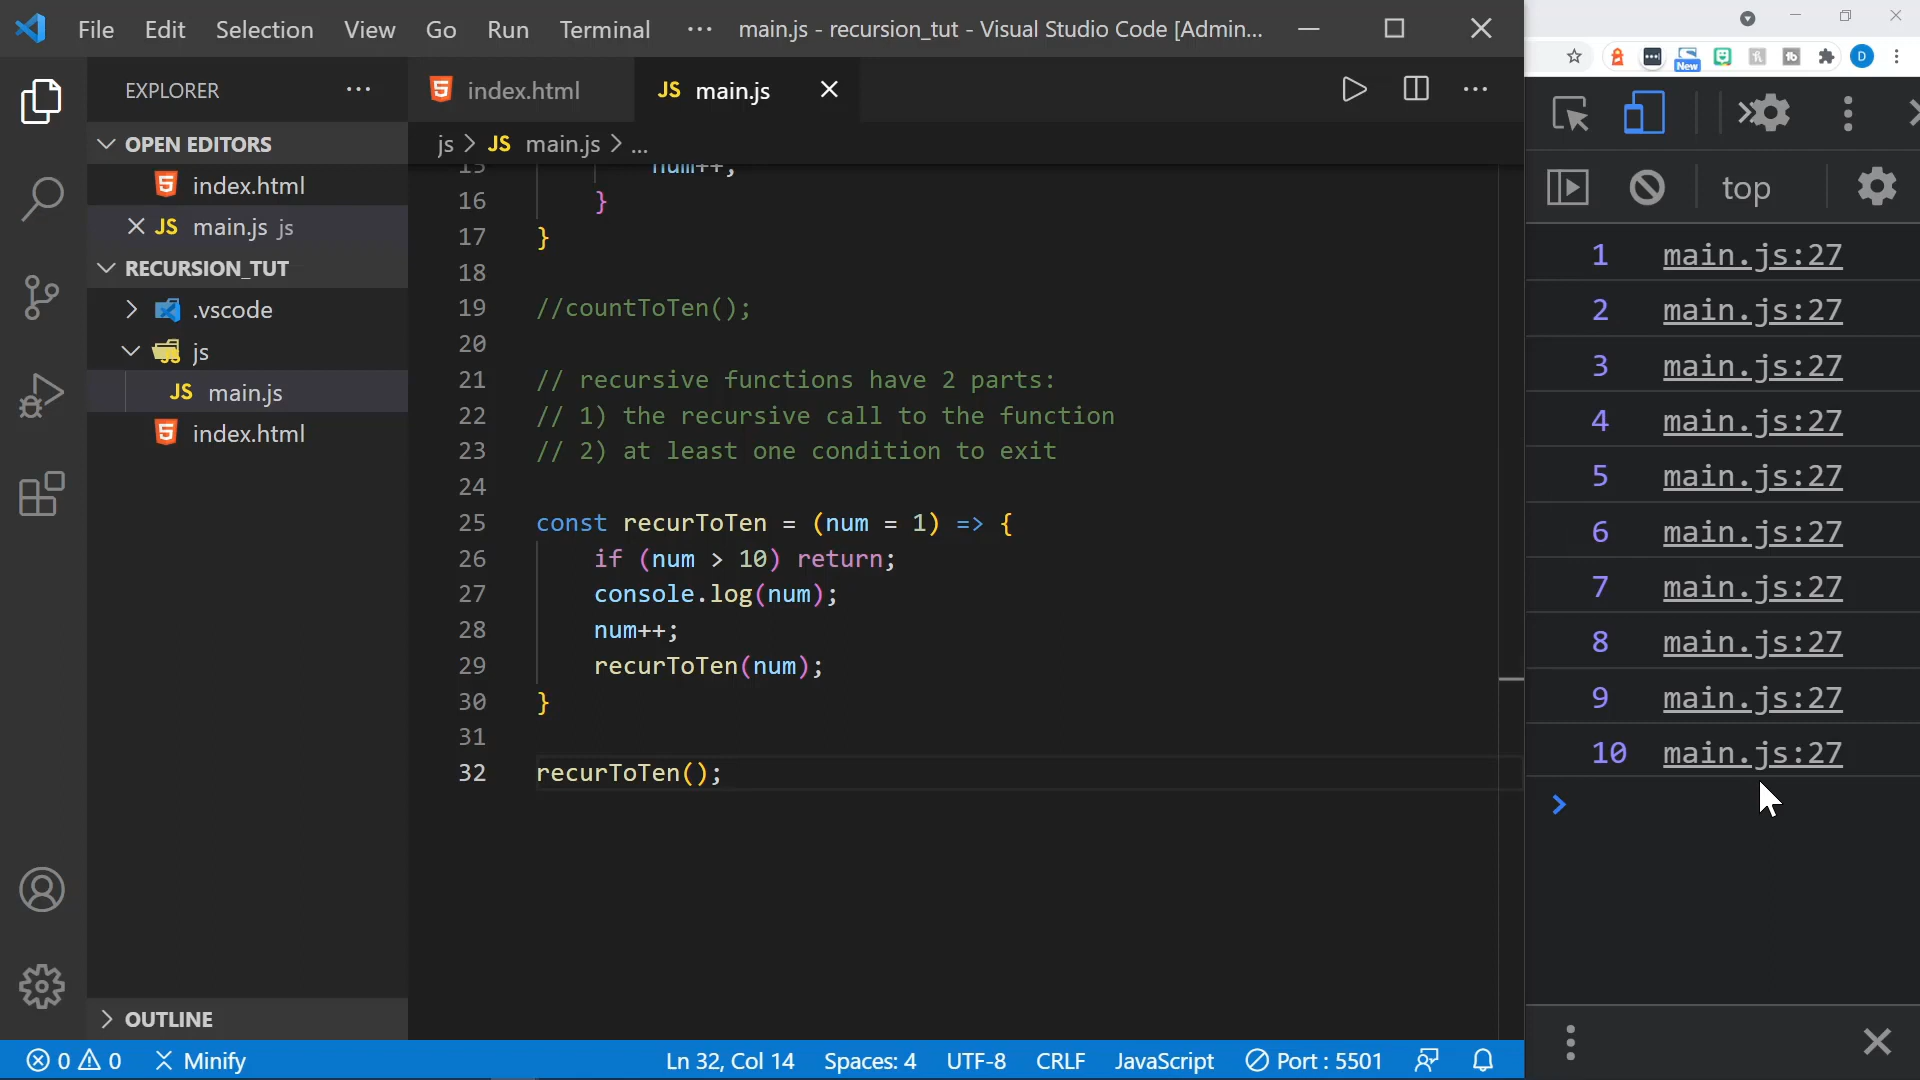 File Edit Selection View Go Run Terminal ··· main.js - recursion_tut - Visual Studio Code [Admin...
EXPLORER ···
index.html
JS main.js
OPEN EDITORS
index.html
JS main.js js
RECURSION_TUT
.vscode
js
JS main.js
index.html
OUTLINE
js > JS main.js > ...
15 num++;
16 }
17 }
18
19 //countToTen();
20
21 // recursive functions have 2 parts:
22 // 1) the recursive call to the function
23 // 2) at least one condition to exit
24
25 const recurToTen = (num = 1) => {
26 if (num > 10) return;
27 console.log(num);
28 num++;
29 recurToTen(num);
30 }
31
32 recurToTen();
New
D
top
1 main.js:27
2 main.js:27
3 main.js:27
4 main.js:27
5 main.js:27
6 main.js:27
7 main.js:27
8 main.js:27
9 main.js:27
10 main.js:27
>
0 0 Minify Ln 32, Col 14 Spaces: 4 UTF-8 CRLF JavaScript Port : 5501